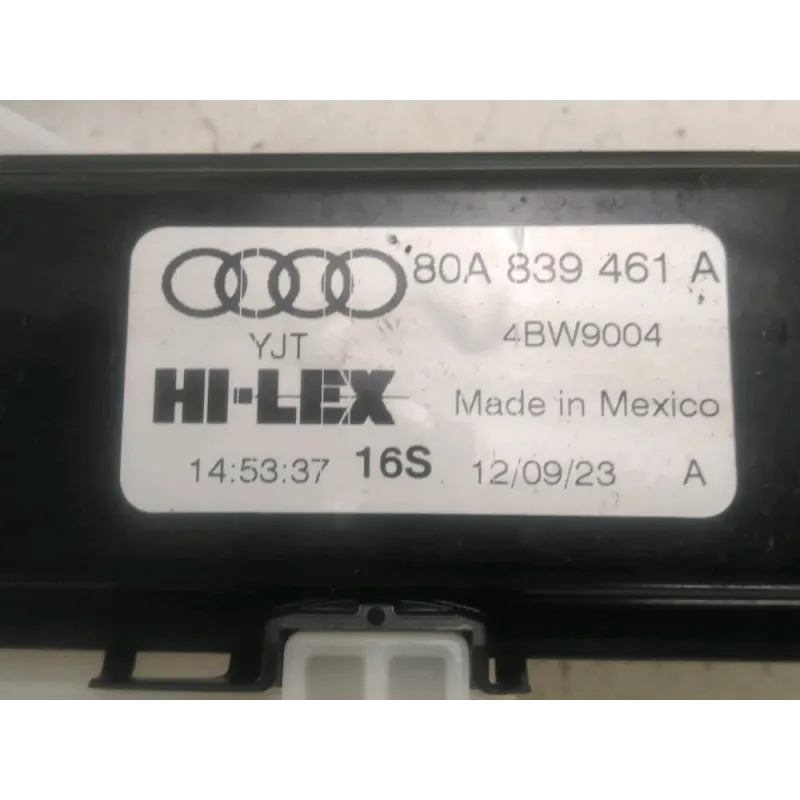 80A 839 461 A
YJT 4BW9004
HI-LEX Made in Mexico
14:53:37 16S 12/09/23 A